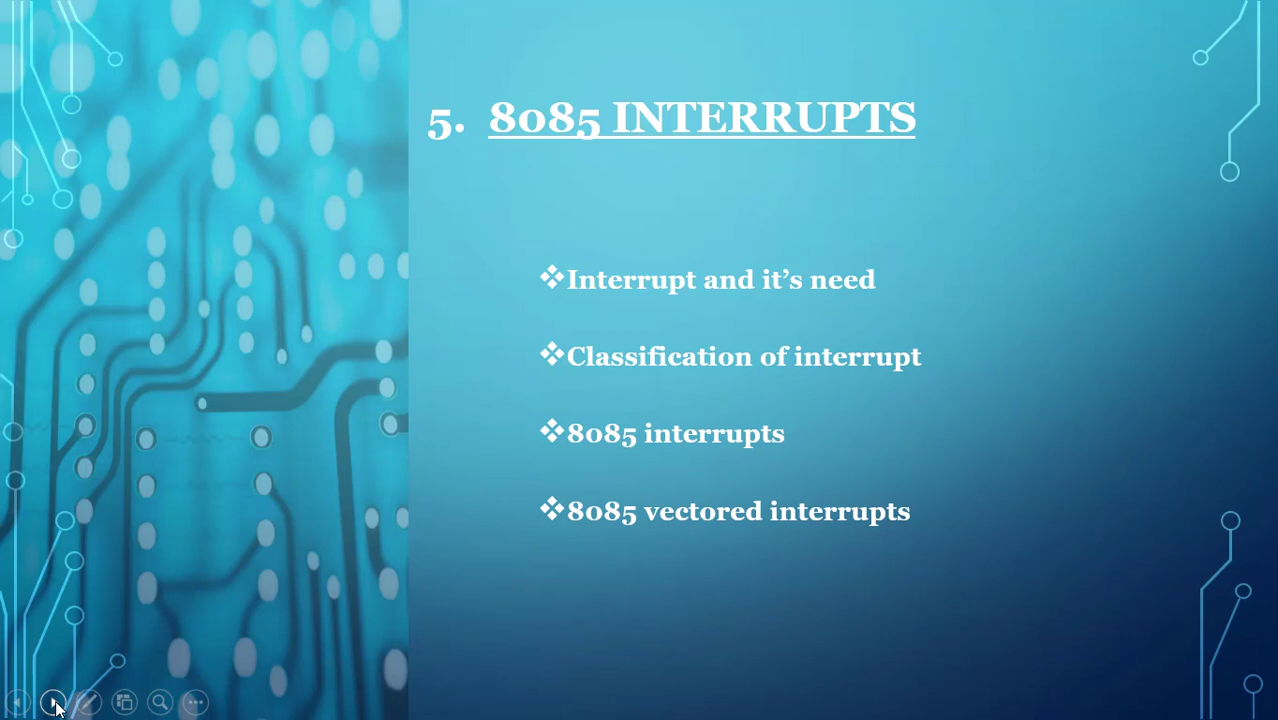 5. 8085 INTERRUPTS
❖Interrupt and it’s need
❖Classification of interrupt
❖8085 interrupts
❖8085 vectored interrupts